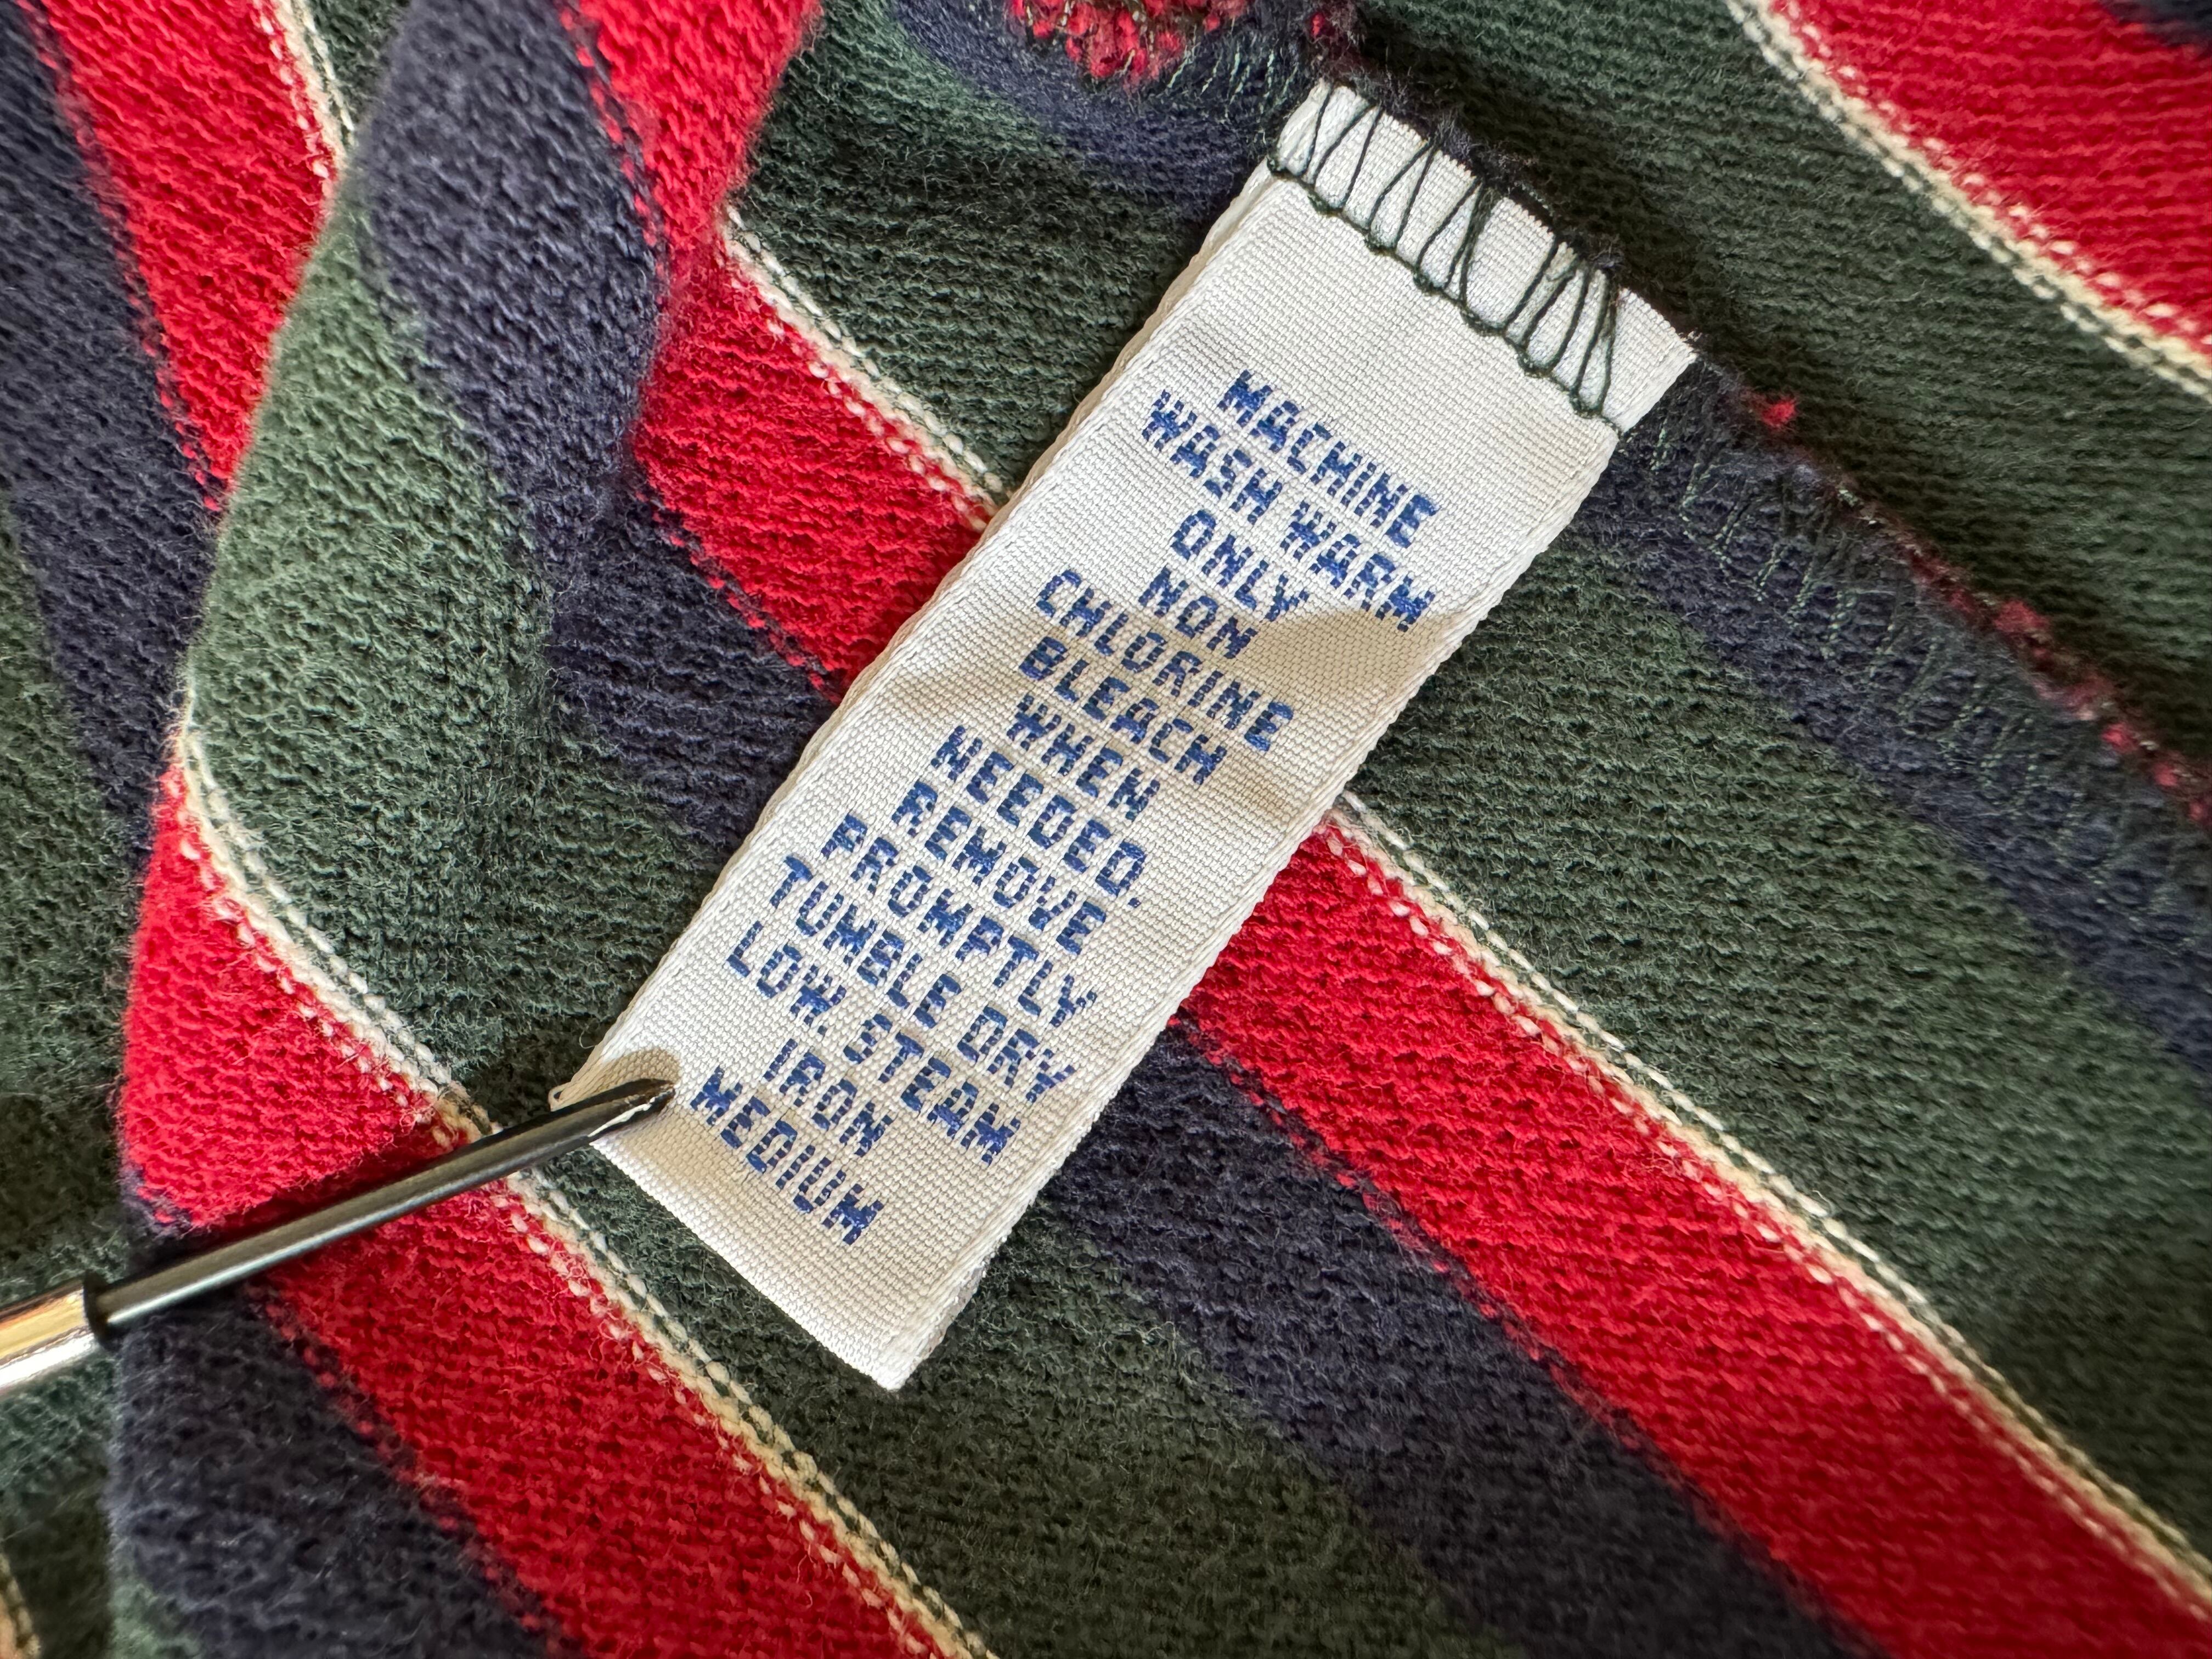 MACHINE
WASH WARM
ONLY
NON
CHLORINE
BLEACH
WHEN
NEEDED.
REMOVE
PROMPTLY
TUMBLE DRY
LOW. STEAM
IRON
MEDIUM